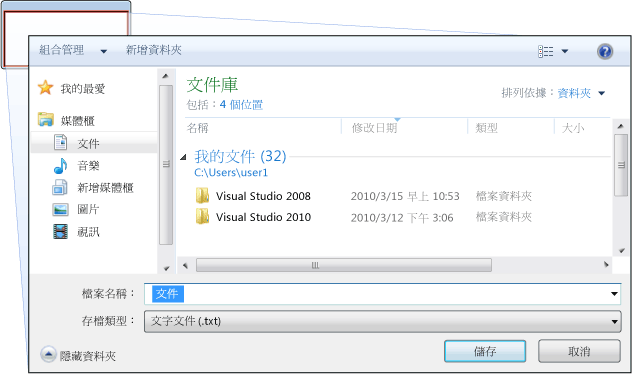 組合管理 新增資料夾
我的最愛
媒體櫃
文件
音樂
新增媒體櫃
圖片
視訊
文件庫
包括：4 個位置
排列依據：資料夾
名稱 修改日期 類型 大小
我的文件 (32)
C:\Users\user1
Visual Studio 2008 2010/3/15 早上 10:53 檔案資料夾
Visual Studio 2010 2010/3/12 下午 3:06 檔案資料夾
檔案名稱： 文件
存檔類型： 文字文件 (.txt)
隱藏資料夾 儲存 取消